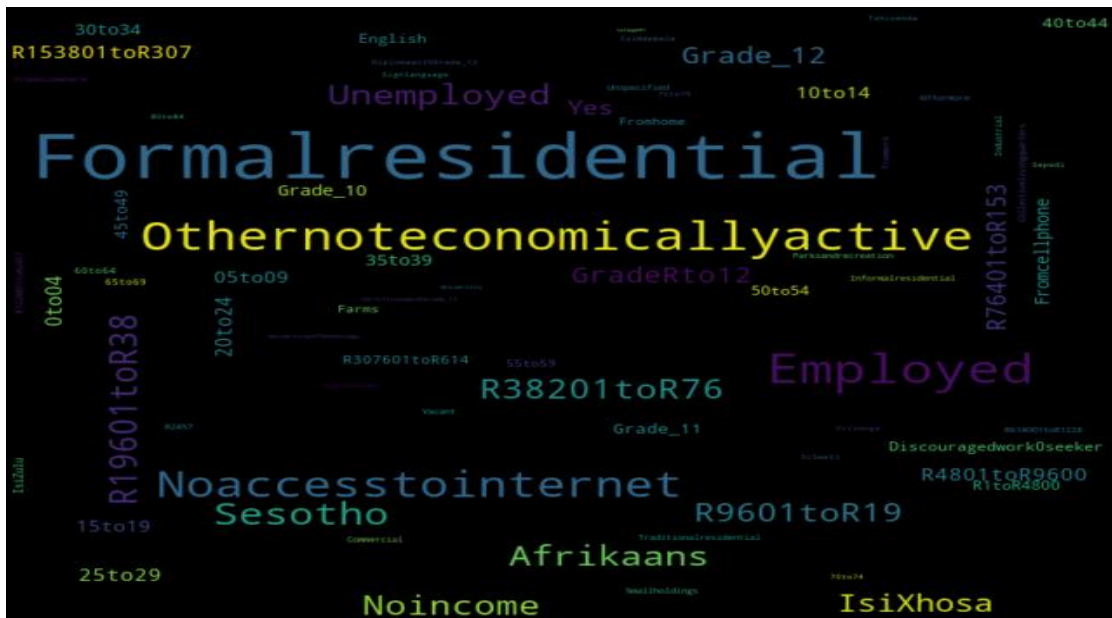 30to34
English
40to44
R153801toR307
Grade_12
Signlanguage
Unemployed
Yes
Unspecified
10to14
Fromhome
Industrial
Formalresidential
Sepedi
Grade_10
45to49
Othernoteconomicallyactive
R76401toR153
Fromcellphone
35to39
Parksandrecreation
60to64
65to69
05to09
GradeRto12
Informalresidential
50to54
0to04
20to24
Farms
R19601toR38
R307601toR614
55to59
Employed
R38201toR76
Vacant
Grade_11
Discouragedwork0seeker
IsiZulu
Noaccesstointernet
R4801toR9600
R1toR4800
Sesotho
R9601toR19
15to19
Commercial
Traditionalresidential
Afrikaans
25to29
70to74
Smallholdings
Noincome
IsiXhosa